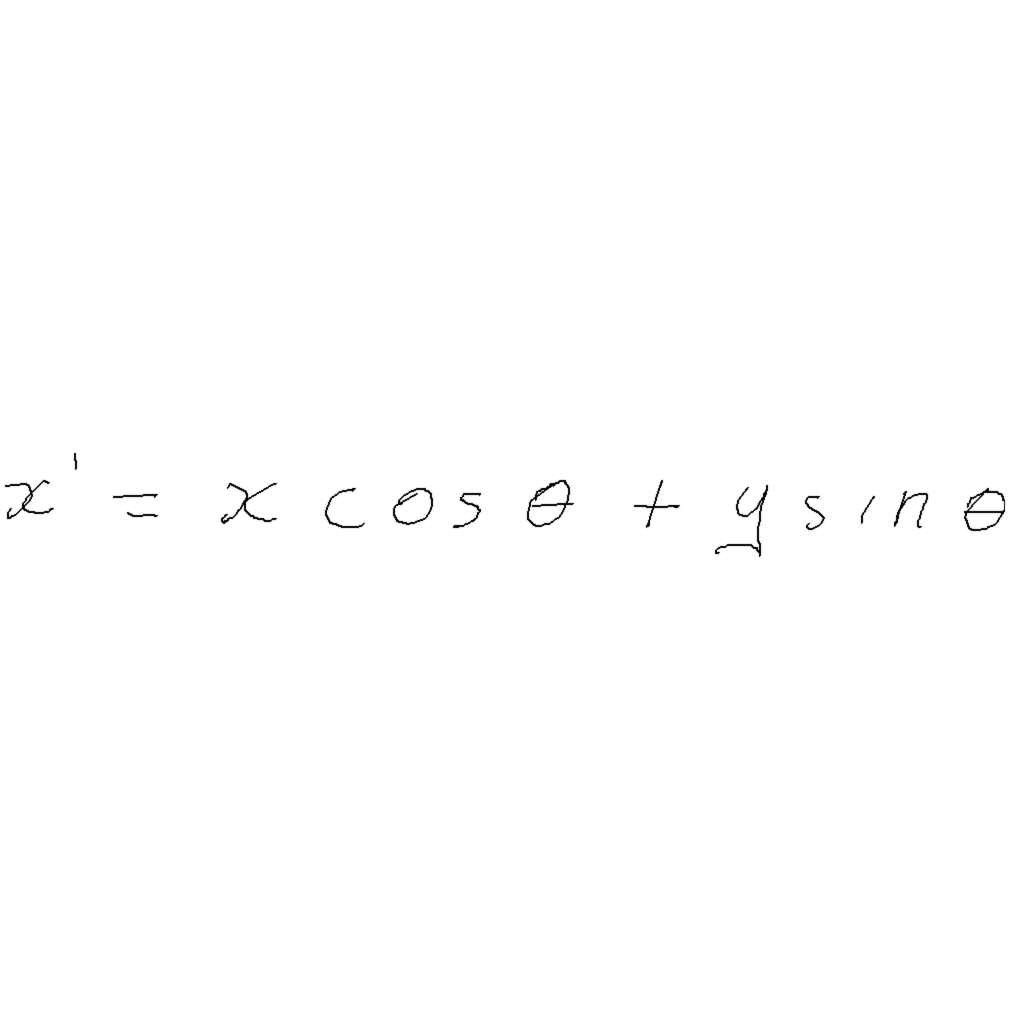 x' = x cos θ + y sin θ